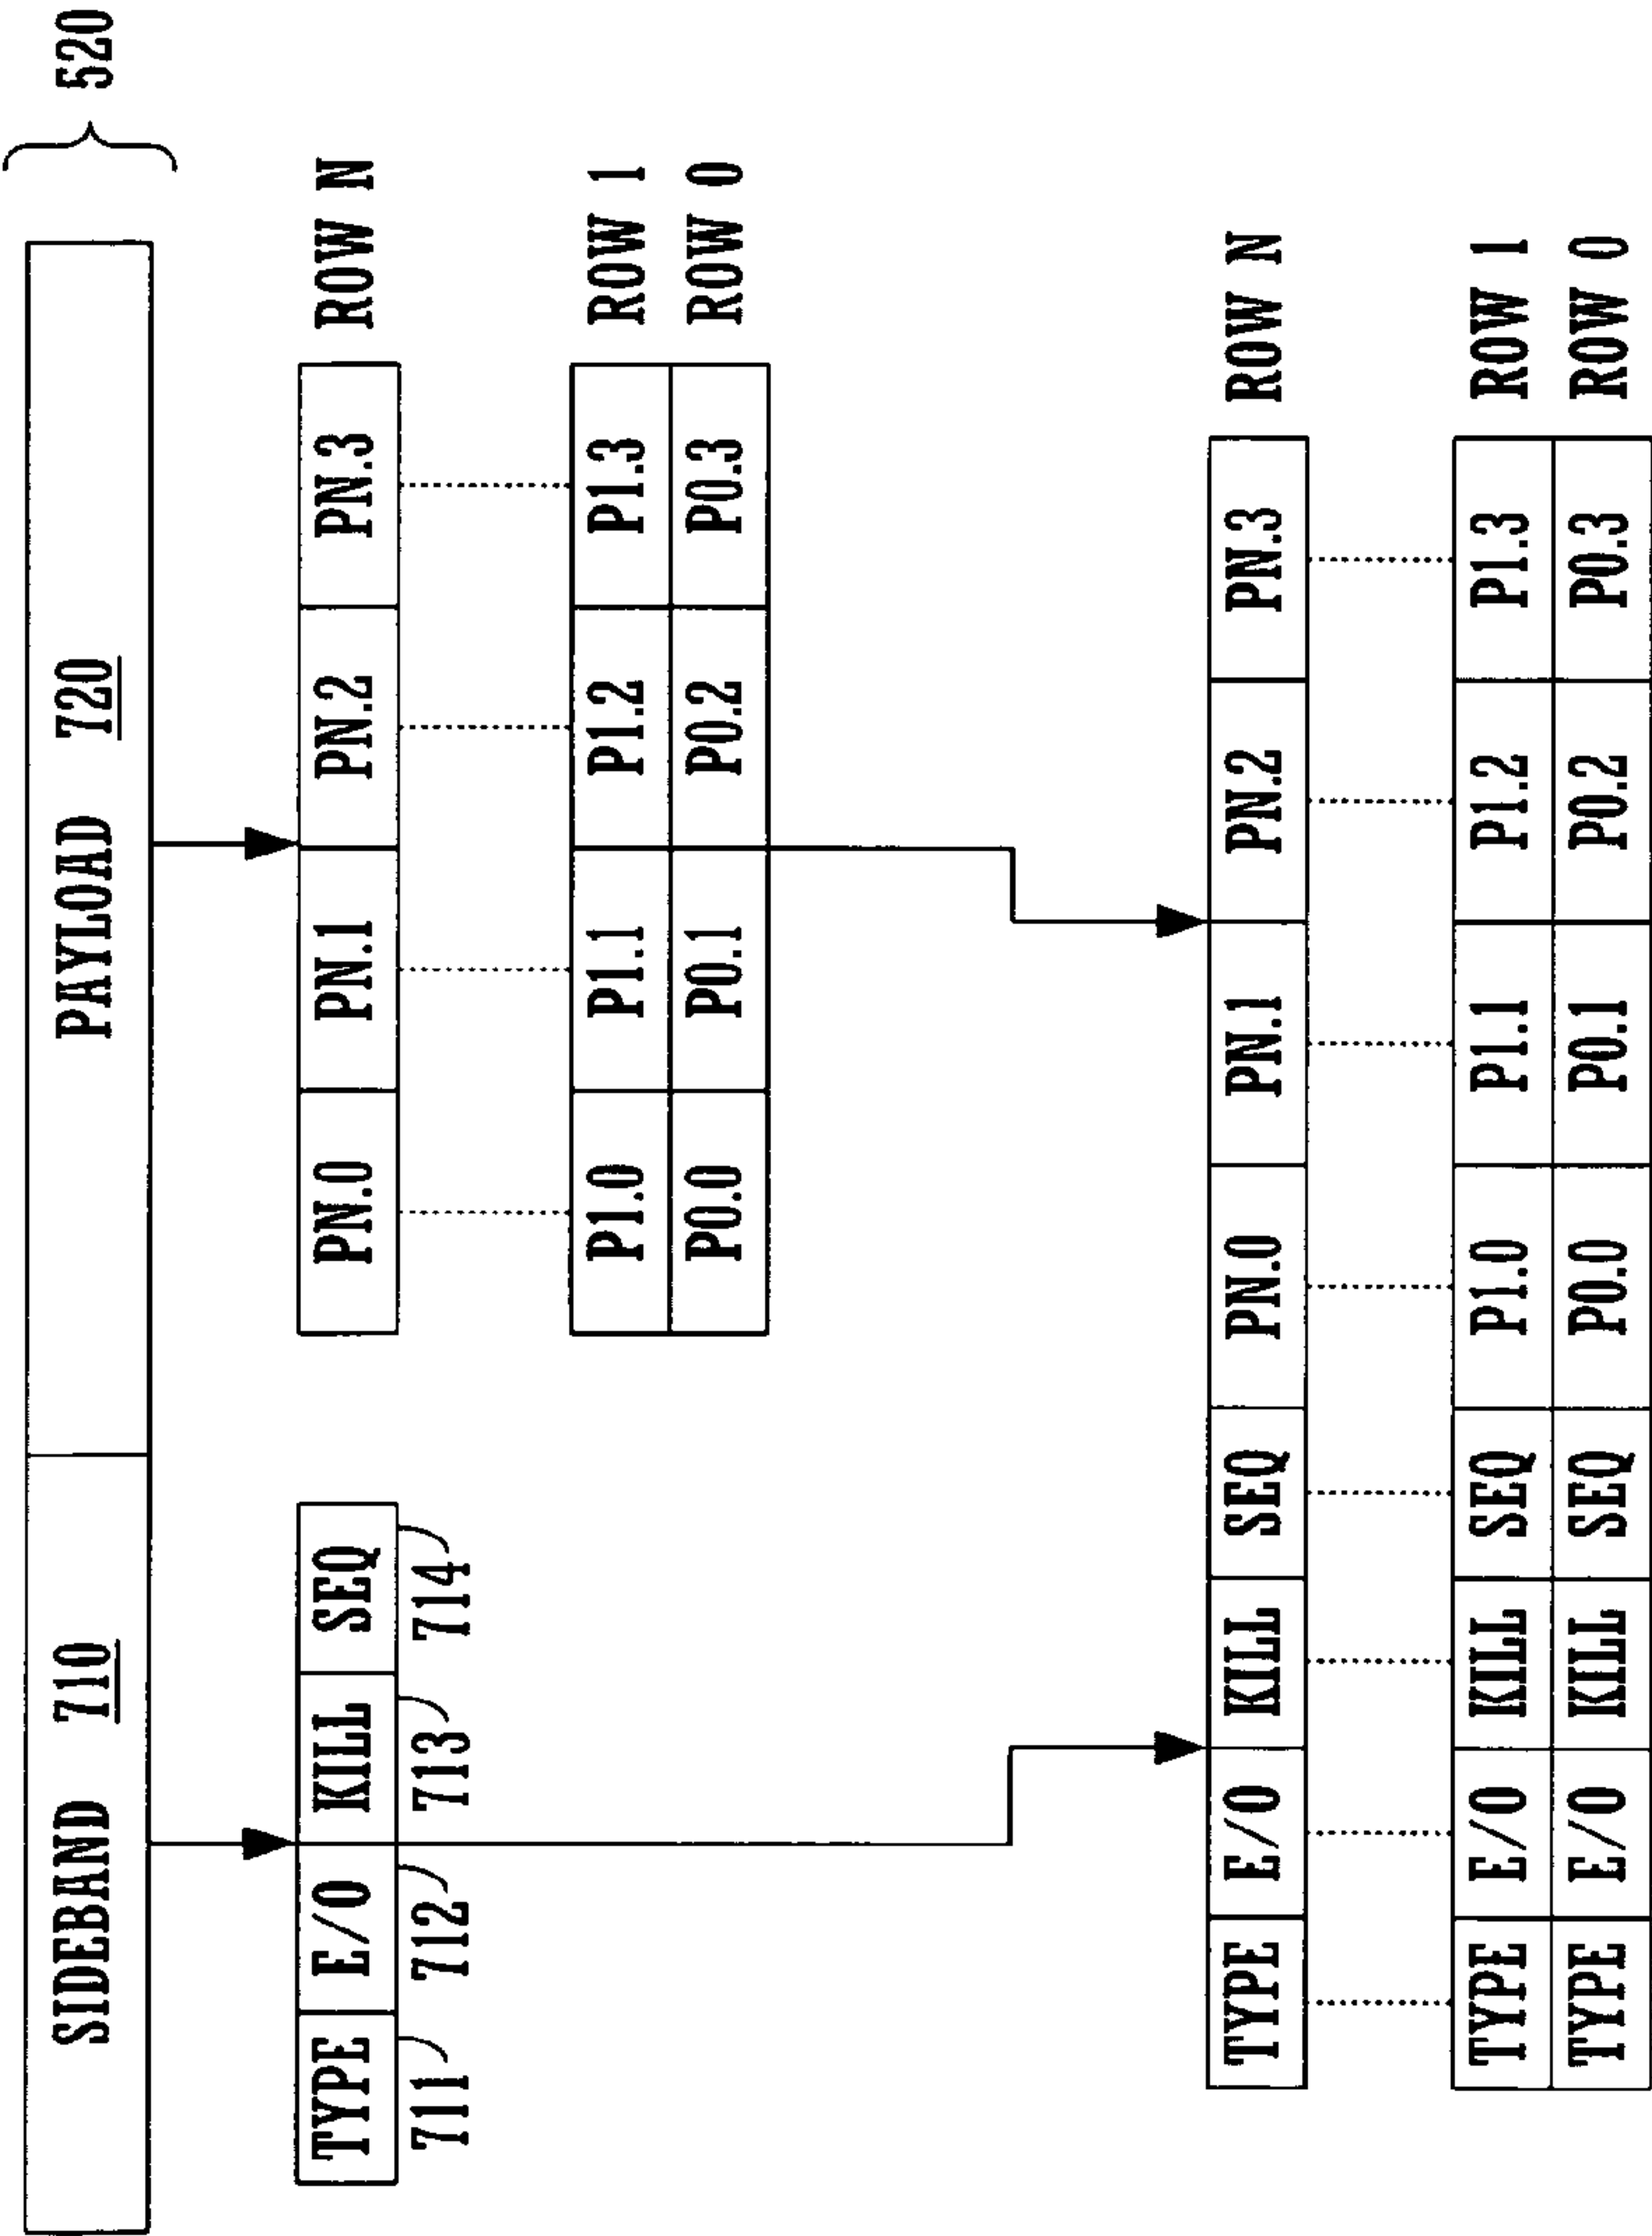 SIDEBAND 710 PAYLOAD 720 520
TYPE E/O KILL SEQ PN.0 PN.1 PN.2 PN.3 ROW N
711 712 713 714
P1.0 P1.1 P1.2 P1.3 ROW 1
P0.0 P0.1 P0.2 P0.3 ROW 0
TYPE E/O KILL SEQ PN.0 PN.1 PN.2 PN.3 ROW N
TYPE E/O KILL SEQ P1.0 P1.1 P1.2 P1.3 ROW 1
TYPE E/O KILL SEQ P0.0 P0.1 P0.2 P0.3 ROW 0